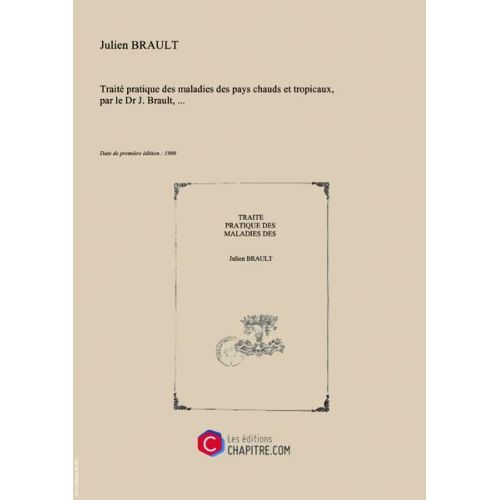 Julien BRAULT
Traité pratique des maladies des pays chauds et tropicaux,
par le Dr J. Brault, ...
Date de première édition : 1900
TRAITE
PRATIQUE DES
MALADIES DES
Julien BRAULT
C
Les éditions
CHAPITRE.COM